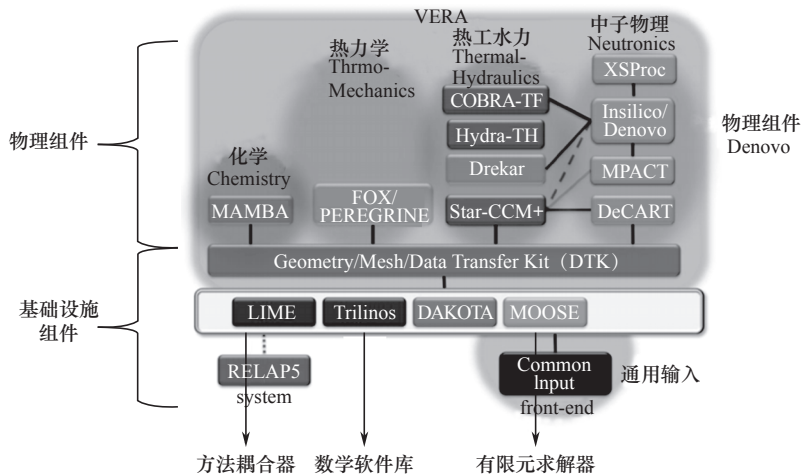 VERA
中子物理
Neutronics
热力学
Thrmo-
Mechanics
热工水力
Thermal-
Hydraulics
XSProc
COBRA-TF
Insilico/
Denovo
物理组件
Denovo
物理组件
Hydra-TH
化学
Chemistry
Drekar
MPACT
MAMBA
FOX/
PEREGRINE
Star-CCM+
DeCART
Geometry/Mesh/Data Transfer Kit（DTK）
基础设施
组件
LIME
Trilinos
DAKOTA
MOOSE
RELAP5
system
Common
lnput
front-end
通用输入
方法耦合器
数学软件库
有限元求解器